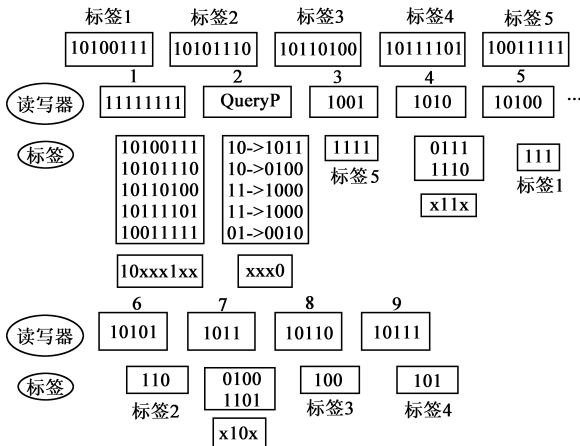 标签1 标签2 标签3 标签4 标签5
10100111 10101110 10110100 10111101 10011111
1 2 3 4 5
读写器 11111111 QueryP 1001 1010 10100 ···
标签
10100111 10->1011 1111 0111 111
10101110 10->0100 标签5 1110 标签1
10110100 11->1000
10111101 11->1000 x11x
10011111 01->0010
10xxx1xx xxx0
6 7 8 9
读写器 10101 1011 10110 10111
标签 110 0100 100 101
标签2 1101 标签3 标签4
x10x